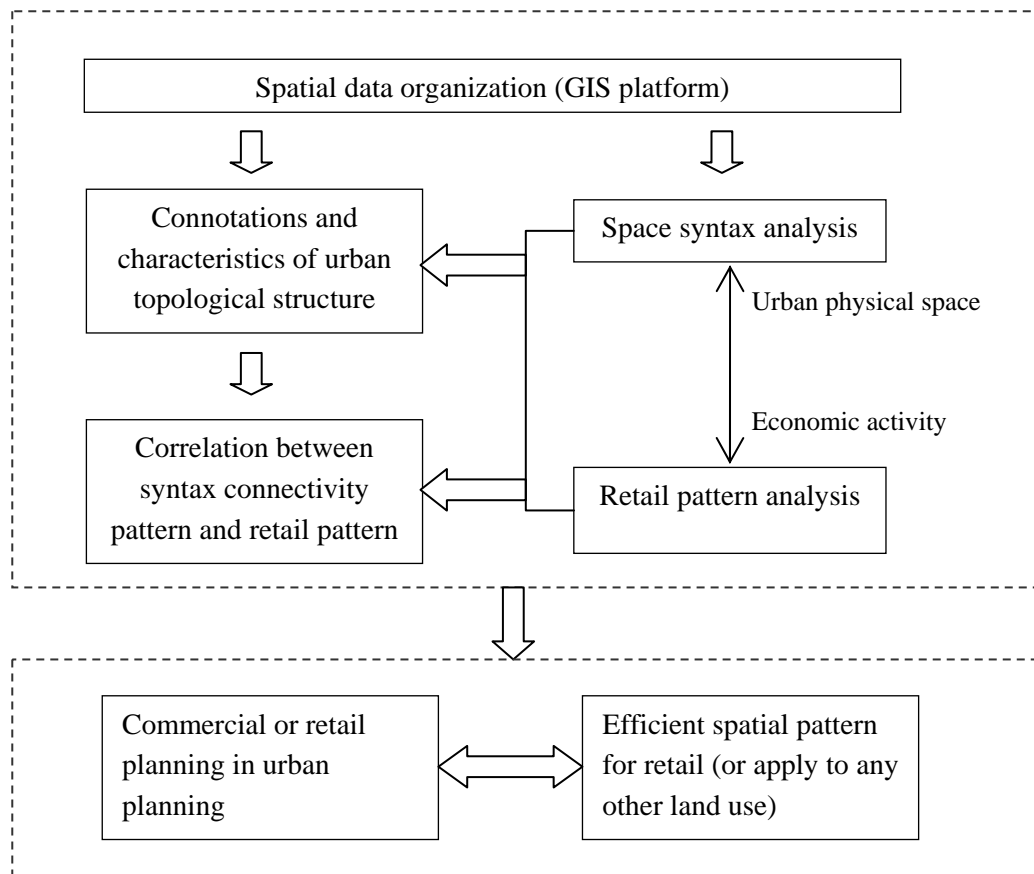 Spatial data organization (GIS platform)
Connotations and
characteristics of urban
topological structure
Space syntax analysis
Urban physical space
Economic activity
Correlation between
syntax connectivity
pattern and retail pattern
Retail pattern analysis
Commercial or retail
planning in urban
planning
Efficient spatial pattern
for retail (or apply to any
other land use)